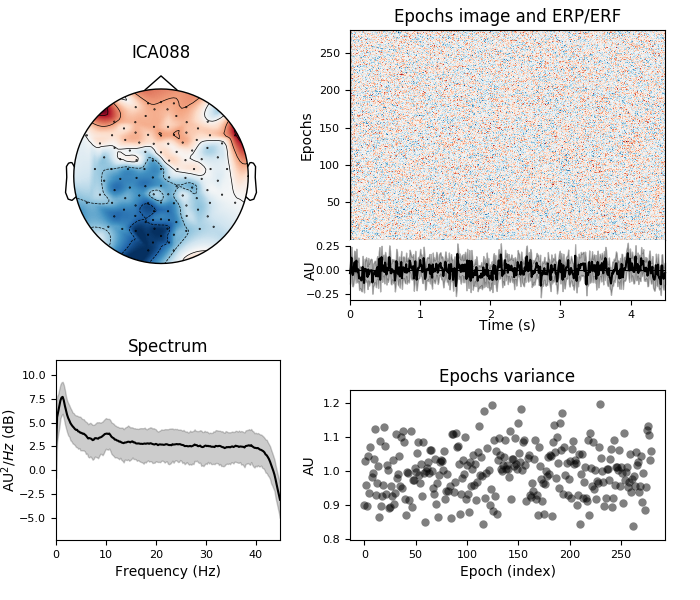 ICA088
Epochs image and ERP/ERF
Epochs
250
200
150
100
50
AU
0.25
0.00
−0.25
0 1 2 3 4
Time (s)
Spectrum
AU²/Hz (dB)
10.0
7.5
5.0
2.5
0.0
−2.5
−5.0
0 10 20 30 40
Frequency (Hz)
Epochs variance
AU
1.2
1.1
1.0
0.9
0.8
0 50 100 150 200 250
Epoch (index)